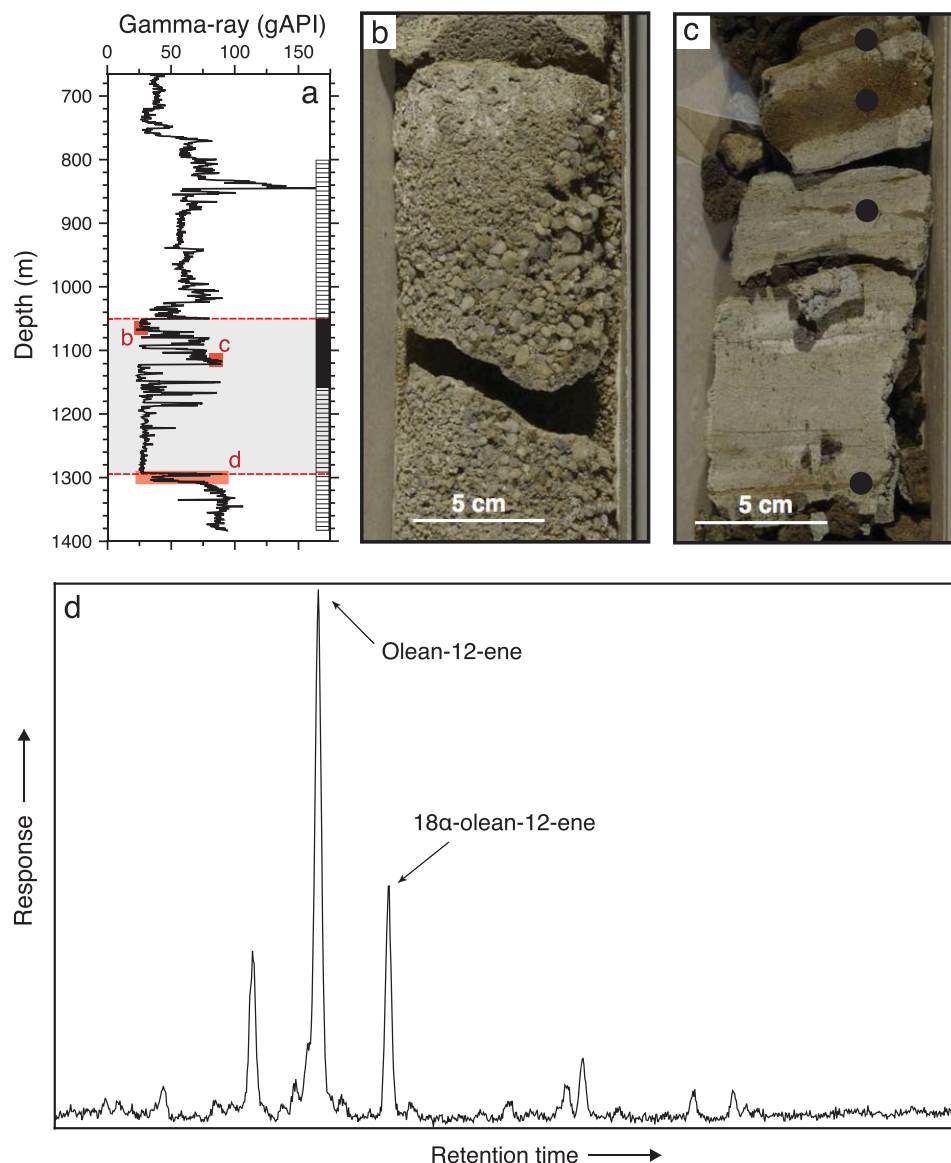 Gamma-ray (gAPI)
0 50 100 150
a
Depth (m)
700
800
900
1000
1100
1200
1300
1400
b
c
d
b
5 cm
c
5 cm
d
Olean-12-ene
18α-olean-12-ene
Response
Retention time